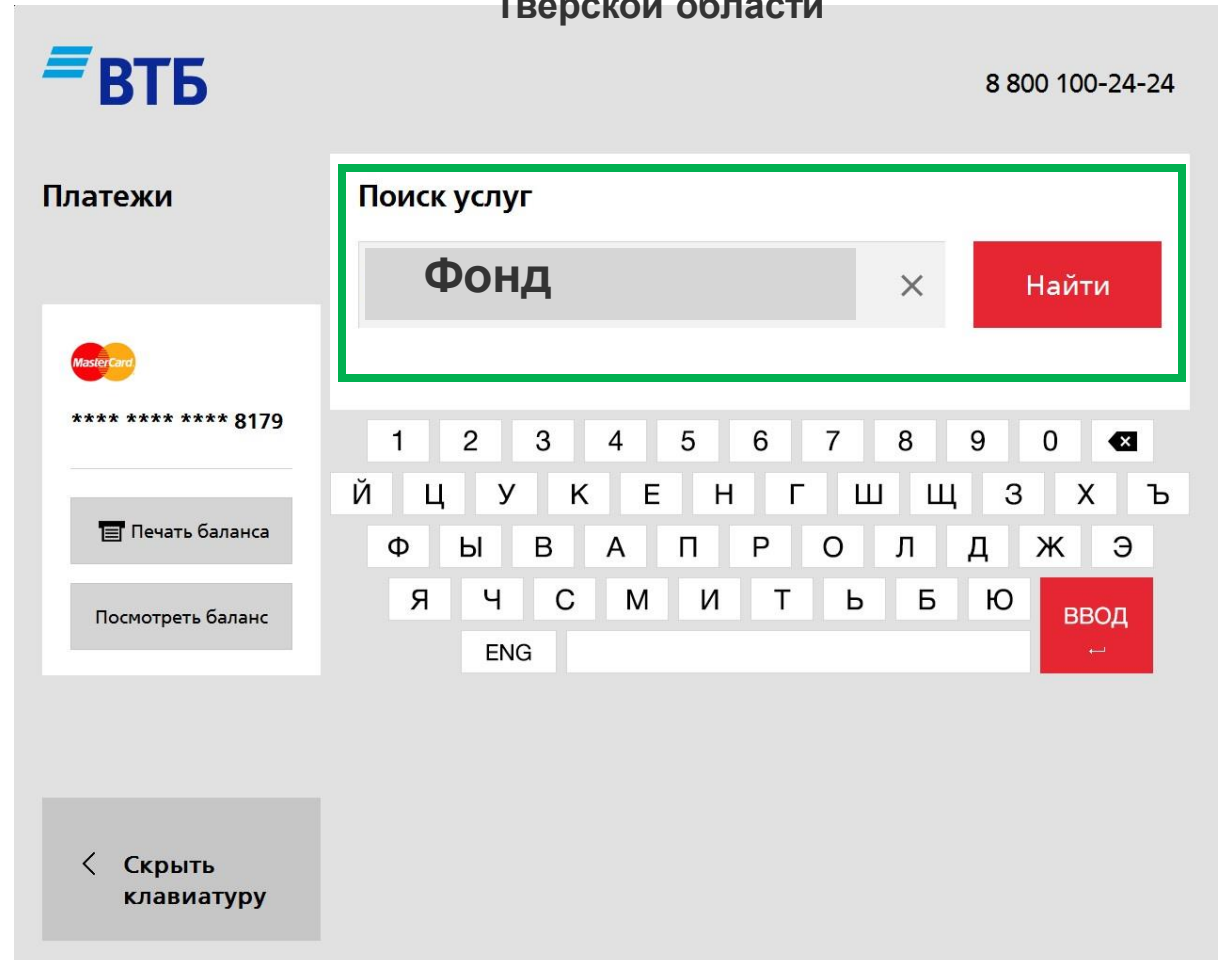 Тверской области
ВТБ
8 800 100-24-24
Платежи
Поиск услуг
Фонд
×
Найти
MasterCard
**** **** **** 8179
Печать баланса
Посмотреть баланс
1 2 3 4 5 6 7 8 9 0
Й Ц У К Е Н Г Ш Щ З Х Ъ
Ф Ы В А П Р О Л Д Ж Э
Я Ч С М И Т Ь Б Ю
ВВОД
ENG
Скрыть
клавиатуру